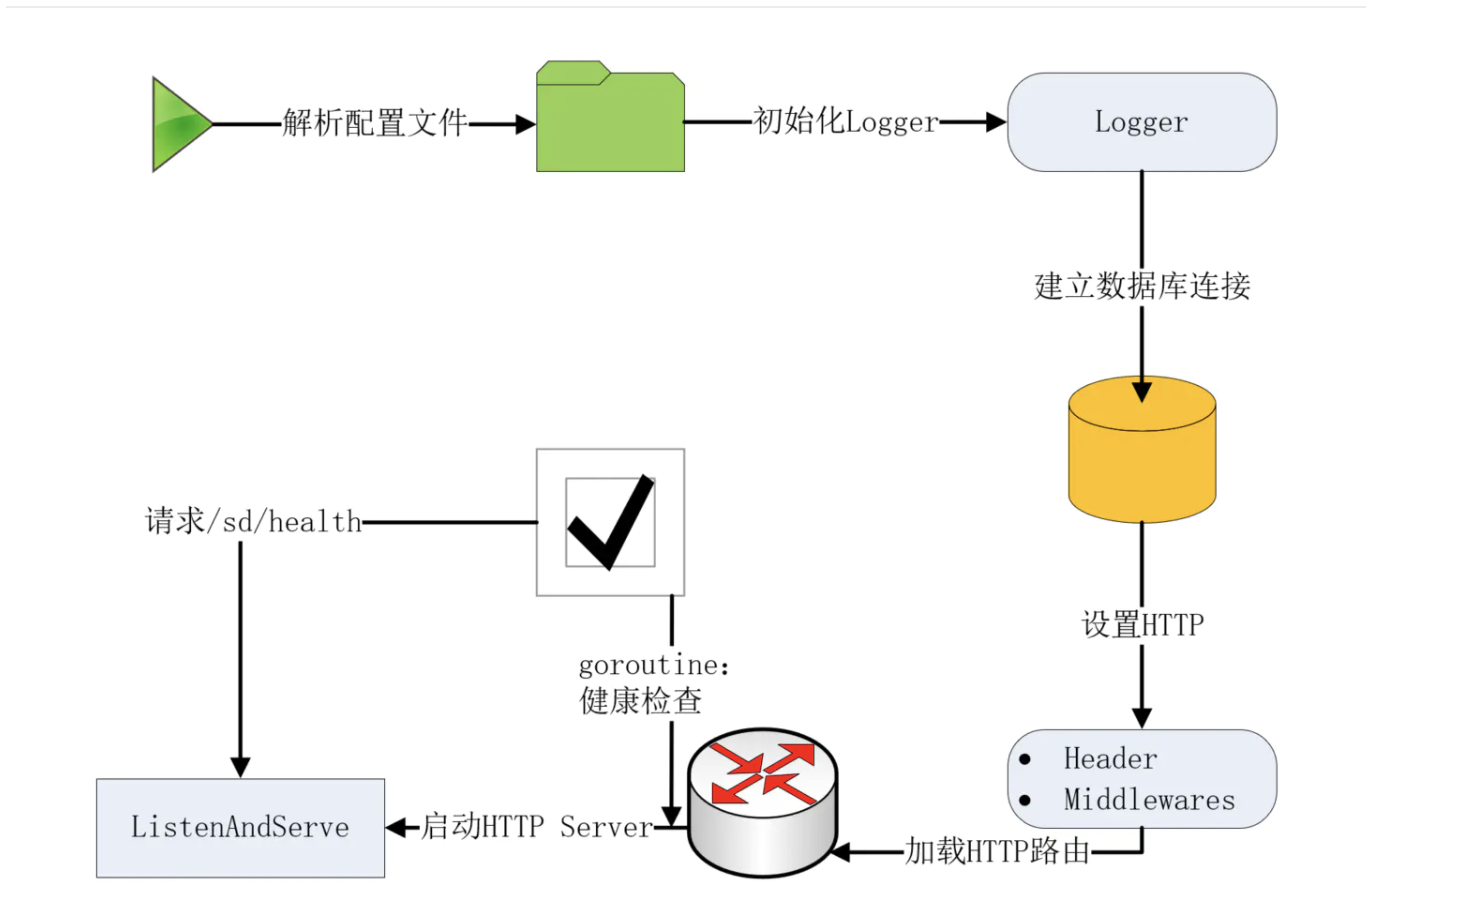 解析配置文件
初始化Logger
Logger
建立数据库连接
设置HTTP
Header
Middlewares
加载HTTP路由
goroutine：
健康检查
启动HTTP Server
请求/sd/health
ListenAndServe